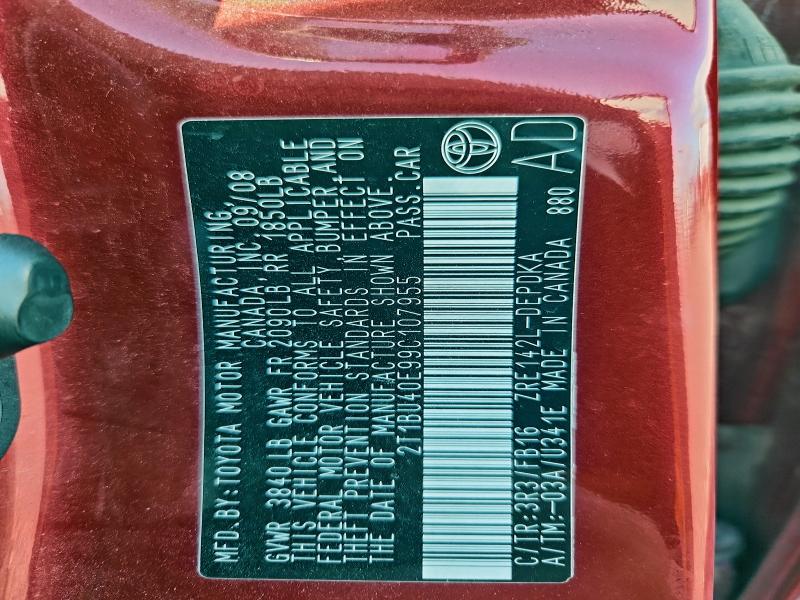 MFD. BY: TOYOTA MOTOR MANUFACTURING,
CANADA, INC. 09/08
GVWR 3840LB GAWR FR 2090LB RR 1850LB
THIS VEHICLE CONFORMS TO ALL APPLICABLE
FEDERAL MOTOR VEHICLE SAFETY, BUMPER, AND
THEFT PREVENTION STANDARDS IN EFFECT ON
THE DATE OF MANUFACTURE SHOWN ABOVE.
2T1BU40E99C107955 PASS. CAR
C/TR:3R3/FB16 ZRE142L-DEPDKA
A/TM:-03A/U341E MADE IN CANADA 880
AD